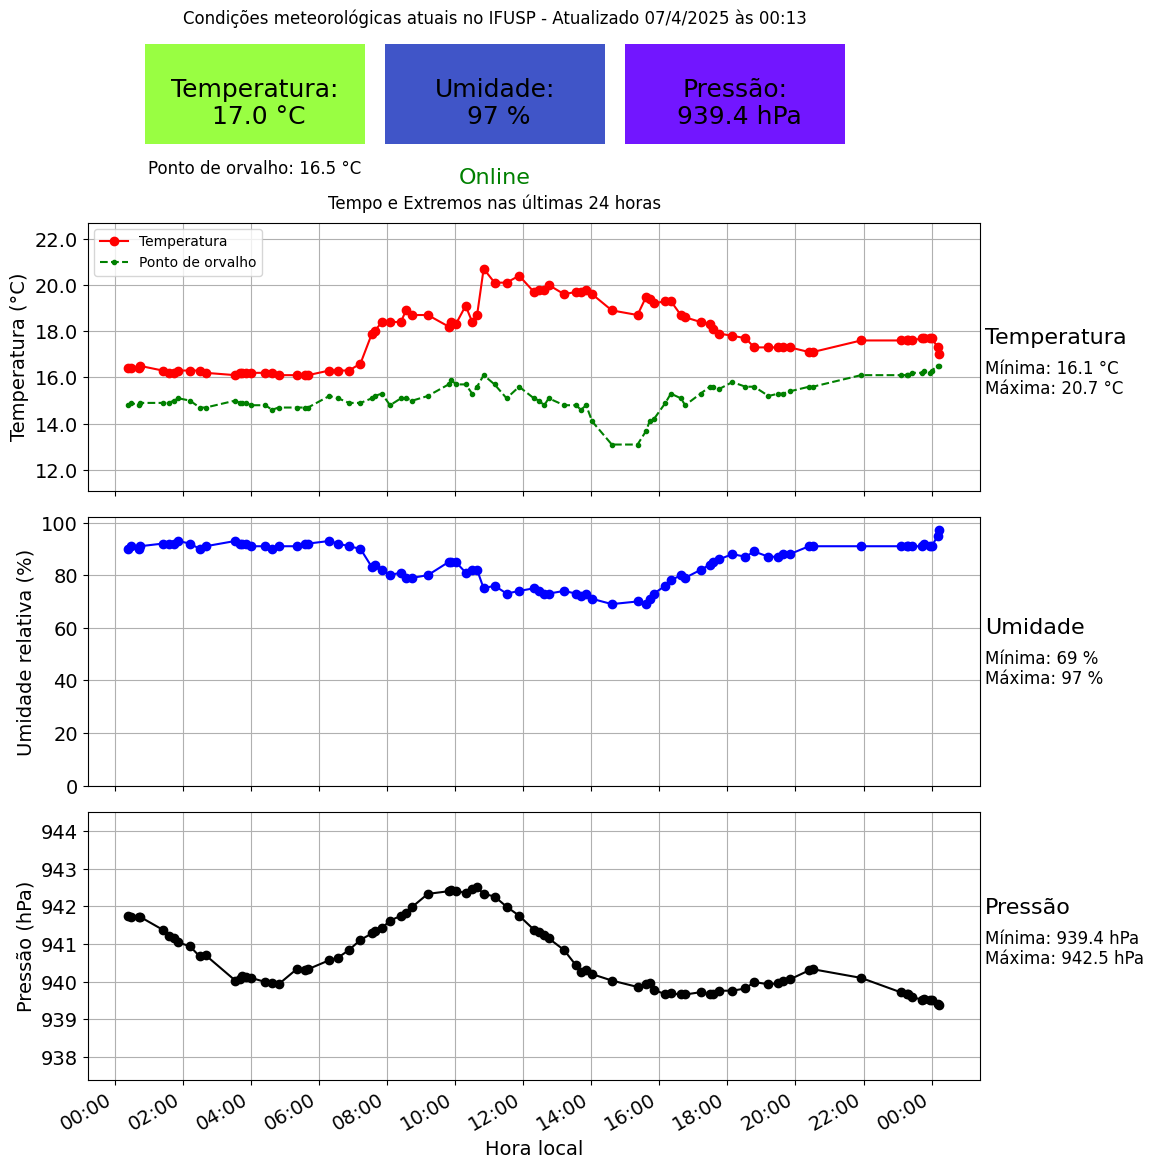 Condições meteorológicas atuais no IFUSP - Atualizado 07/4/2025 às 00:13
Temperatura:
17.0 °C
Umidade:
97 %
Pressão:
939.4 hPa
Ponto de orvalho: 16.5 °C
Online
Tempo e Extremos nas últimas 24 horas
Temperatura
Ponto de orvalho
Temperatura (°C)
22.0
20.0
18.0
16.0
14.0
12.0
Temperatura
Mínima: 16.1 °C
Máxima: 20.7 °C
Umidade relativa (%)
100
80
60
40
20
0
Umidade
Mínima: 69 %
Máxima: 97 %
Pressão (hPa)
944
943
942
941
940
939
938
Pressão
Mínima: 939.4 hPa
Máxima: 942.5 hPa
00:00 02:00 04:00 06:00 08:00 10:00 12:00 14:00 16:00 18:00 20:00 22:00 00:00
Hora local